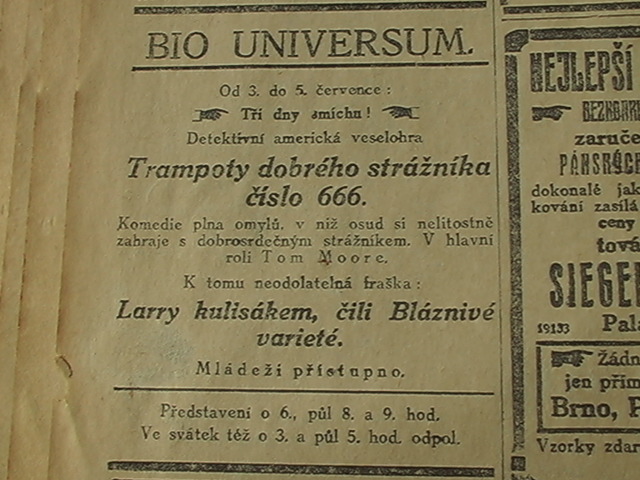 BIO UNIVERSUM.
Od 3. do 5. července:
Tři dny smíchu!
Detektivní americká veselohra
Trampoty dobrého strážníka
číslo 666.
Komedie plna omylů, v níž osud si nelitostně
zahraje s dobrosrdečným strážníkem. V hlavní
roli Tom Moore.
K tomu neodolatelná fraška:
Larry kulisákem, čili Bláznivé
varieté.
Mládeži přístupno.
Představení o 6., půl 8. a 9. hod.
Ve svátek též o 3. a půl 5. hod. odpol.
NEJLEPŠÍ
zaruče
PÁNSKÝCH
dokonalé jak
kování zasílá
ceny
tová
SIEGE
19133 Pala
Žádn
jen přím
Brno, P
Vzorky zdar